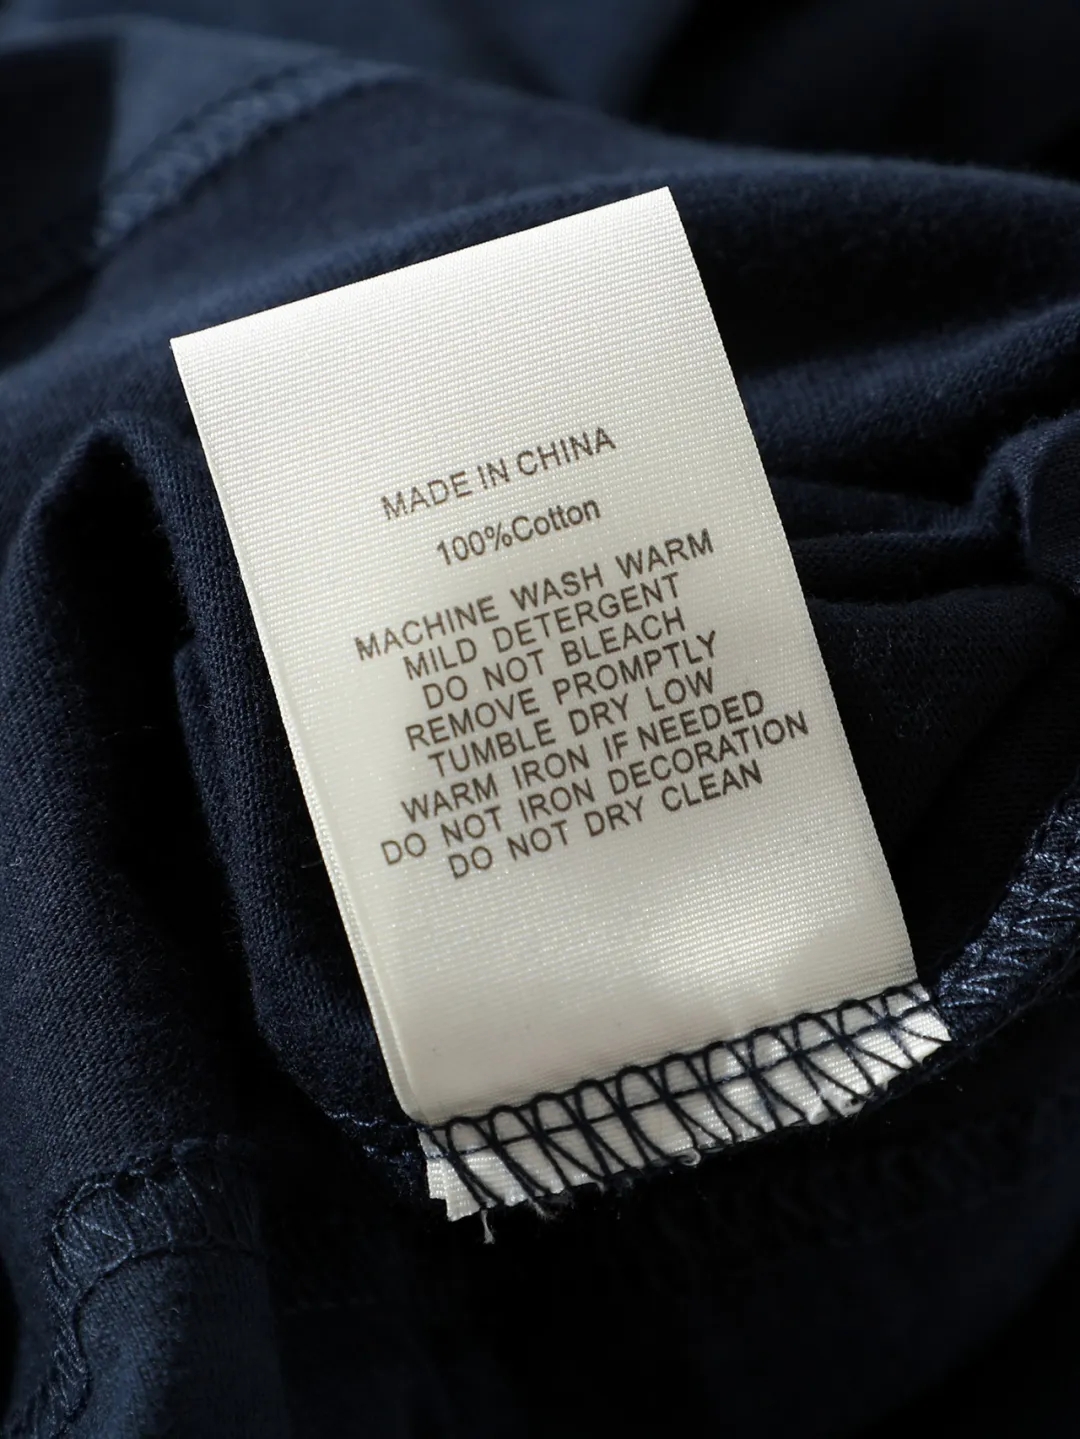 MADE IN CHINA
100%Cotton
MACHINE WASH WARM
MILD DETERGENT
DO NOT BLEACH
REMOVE PROMPTLY
TUMBLE DRY LOW
WARM IRON IF NEEDED
DO NOT IRON DECORATION
DO NOT DRY CLEAN